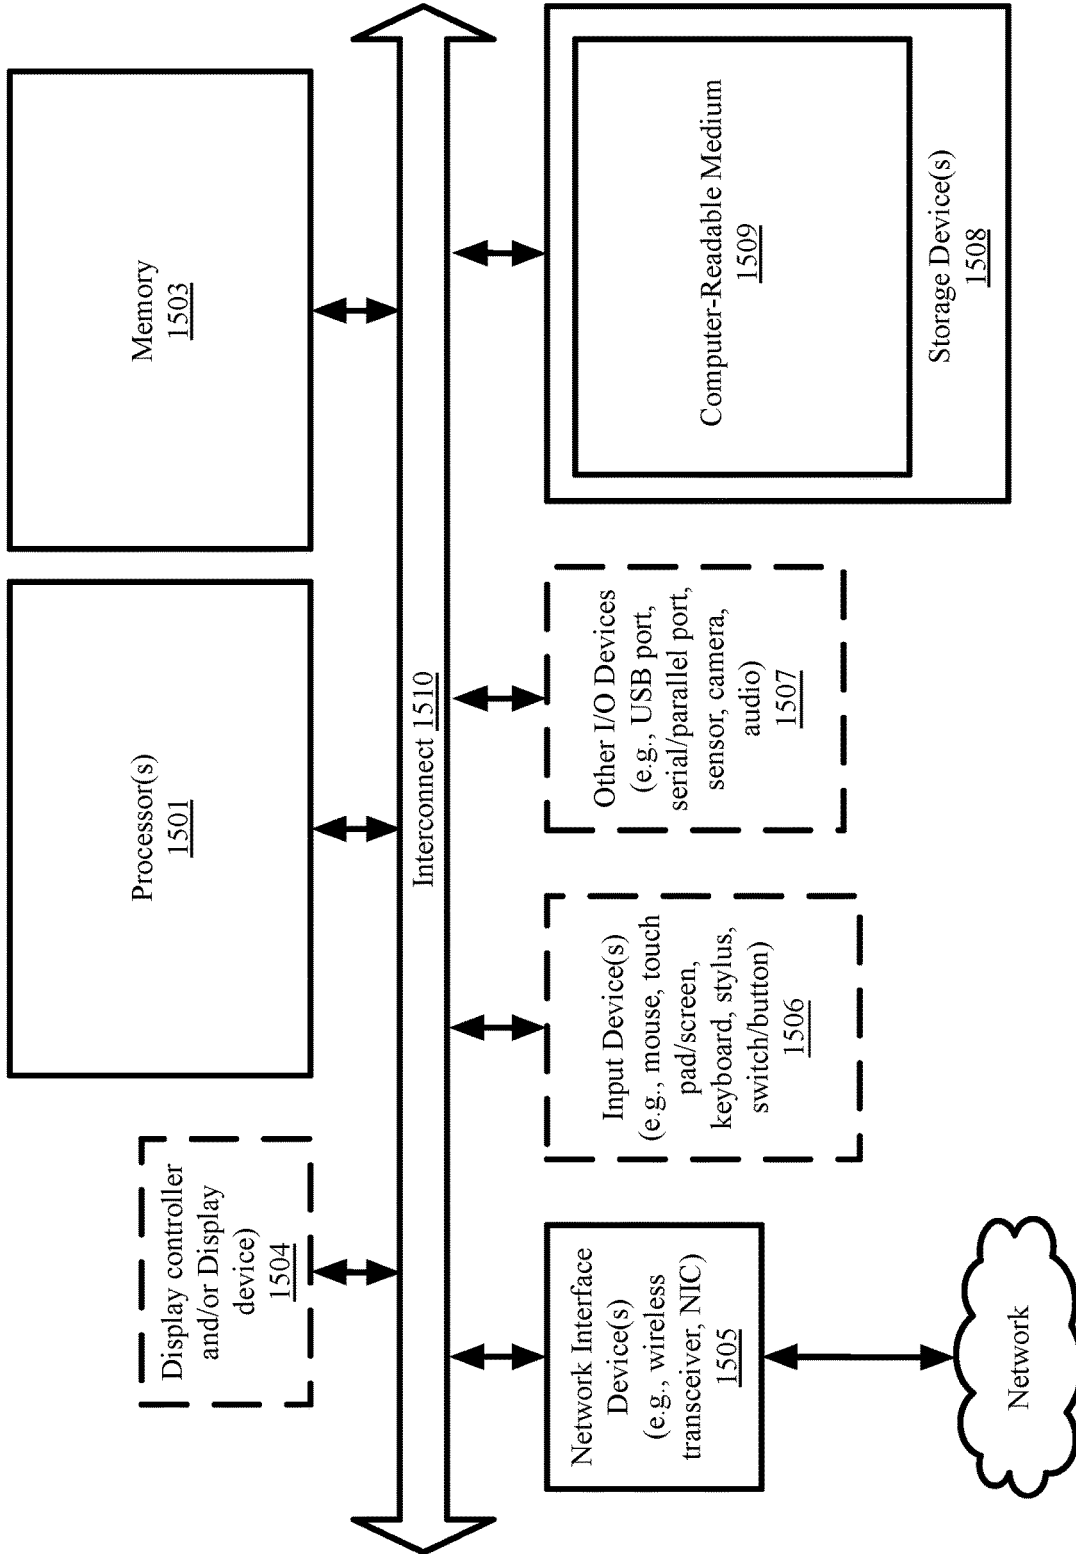 Display controller
and/or Display
device)
1504
Processor(s)
1501
Memory
1503
Interconnect 1510
Network Interface
Device(s)
(e.g., wireless
transceiver, NIC)
1505
Input Device(s)
(e.g., mouse, touch
pad/screen,
keyboard, stylus,
switch/button)
1506
Other I/O Devices
(e.g., USB port,
serial/parallel port,
sensor, camera,
audio)
1507
Computer-Readable Medium
1509
Storage Device(s)
1508
Network